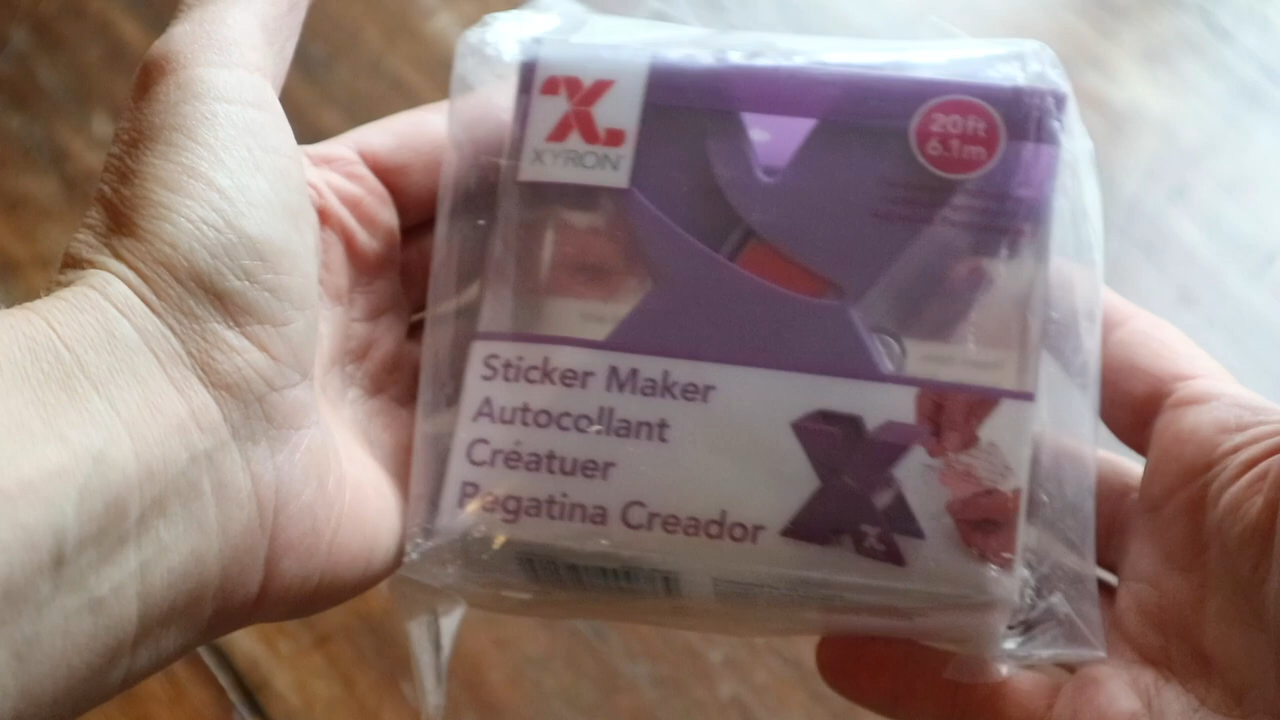 XYRON
20ft
6.1m
Sticker Maker
Autocollant
Créatuer
Pegatina Creador